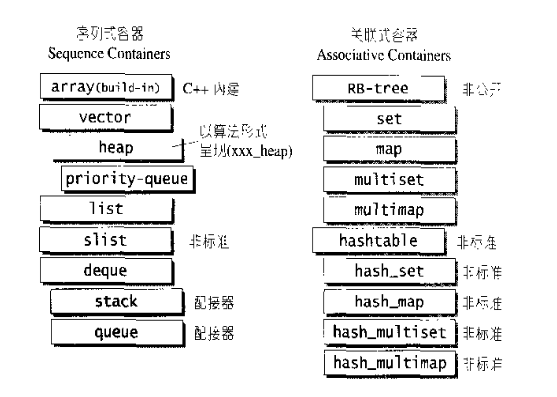 序列式容器
Sequence Containers
array(build-in) C++ 内建
vector
heap
以算法形式
呈现(xxx_heap)
priority-queue
list
slist 非标准
deque
stack 配接器
queue 配接器
关联式容器
Associative Containers
RB-tree 非公开
set
map
multiset
multimap
hashtable 非标准
hash_set 非标准
hash_map 非标准
hash_multiset 非标准
hash_multimap 非标准